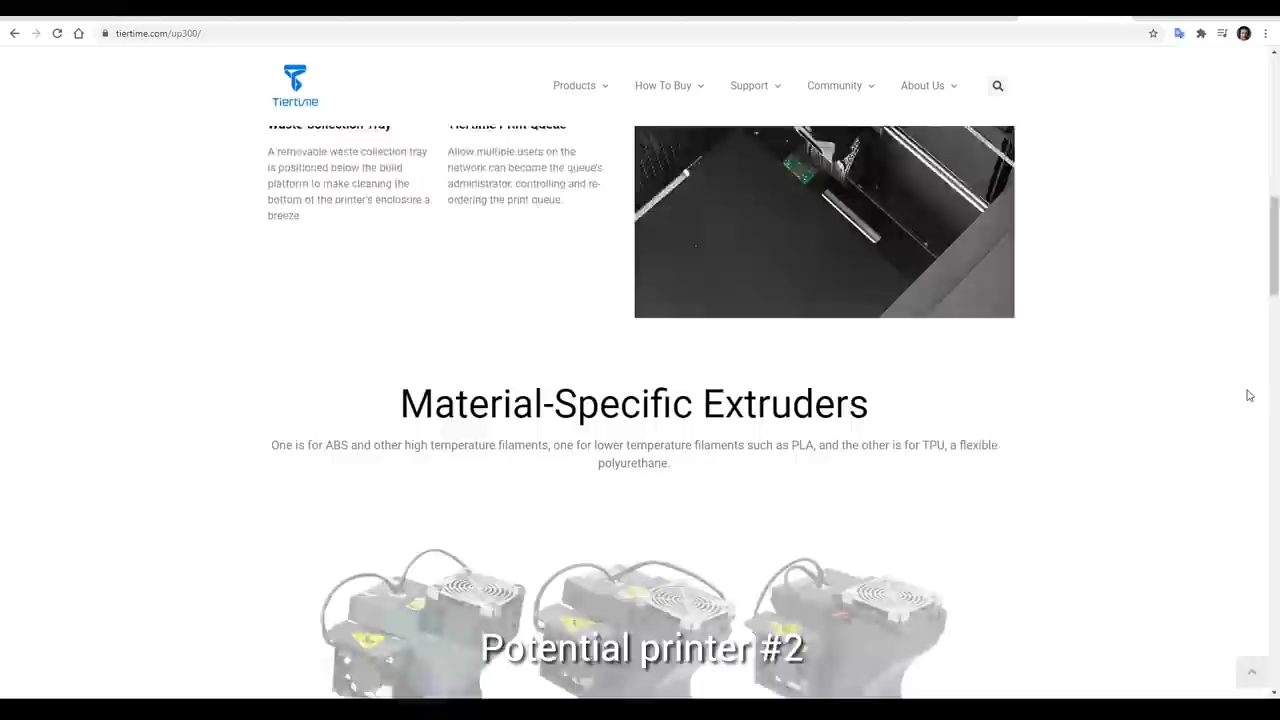 tiertime.com/up300/
Tiertime
Products
How To Buy
Support
Community
About Us
Waste Collection Tray
A removable waste collection tray
is positioned below the build
platform to make cleaning the
bottom of the printer's enclosure a
breeze
Tiertime Print Queue
Allow multiple users on the
network can become the queue's
administrator, controlling and re-
ordering the print queue.
Material-Specific Extruders
One is for ABS and other high temperature filaments, one for lower temperature filaments such as PLA, and the other is for TPU, a flexible
polyurethane.
Potential printer #2